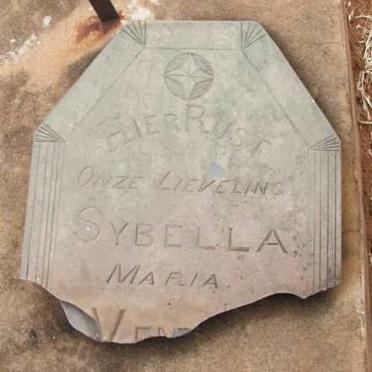 HIER RUST
ONZE LIEVELING
SYBELLA
MARIA